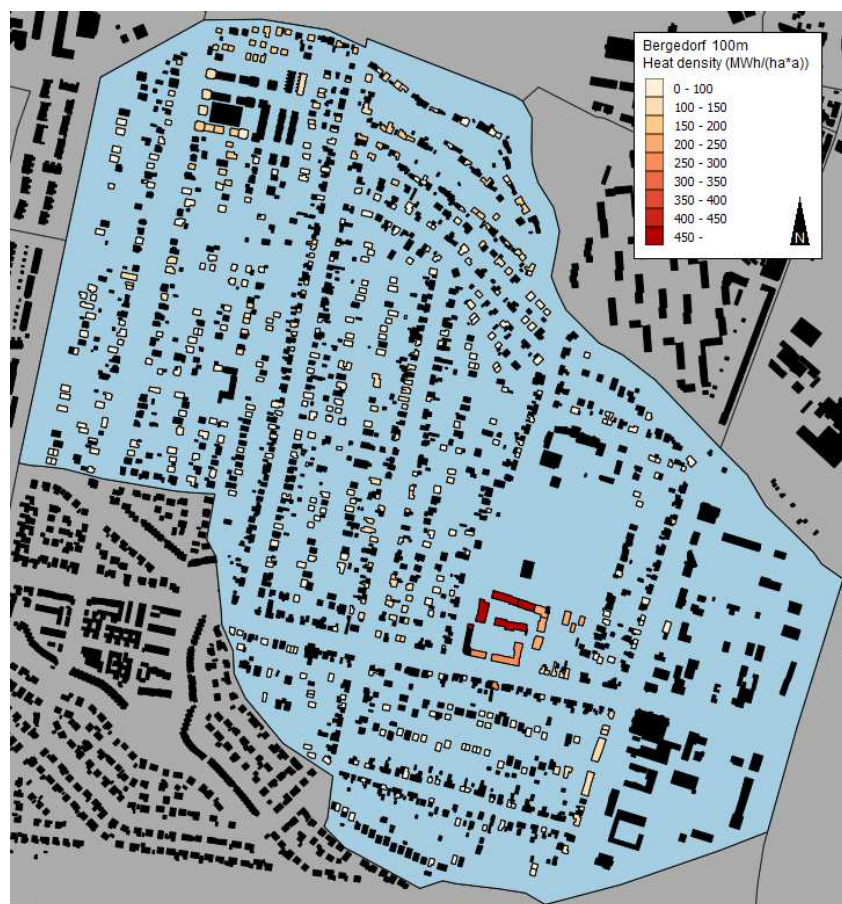 Bergedorf 100m
Heat density (MWh/(ha*a))
0 - 100
100 - 150
150 - 200
200 - 250
250 - 300
300 - 350
350 - 400
400 - 450
450 -
N